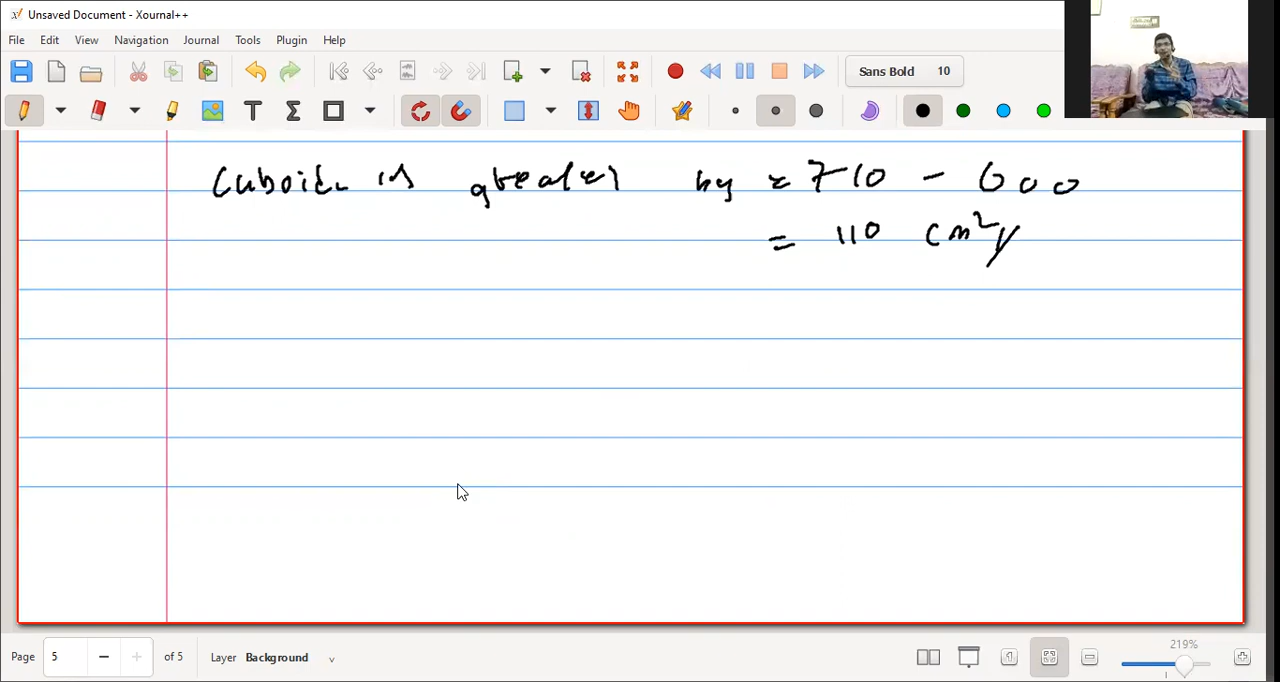 Unsaved Document - Xournal++
File Edit View Navigation Journal Tools Plugin Help
Sans Bold 10
Cuboid is greater by = 710 - 600
= 110 cm²
Page 5 of 5 Layer Background 219%